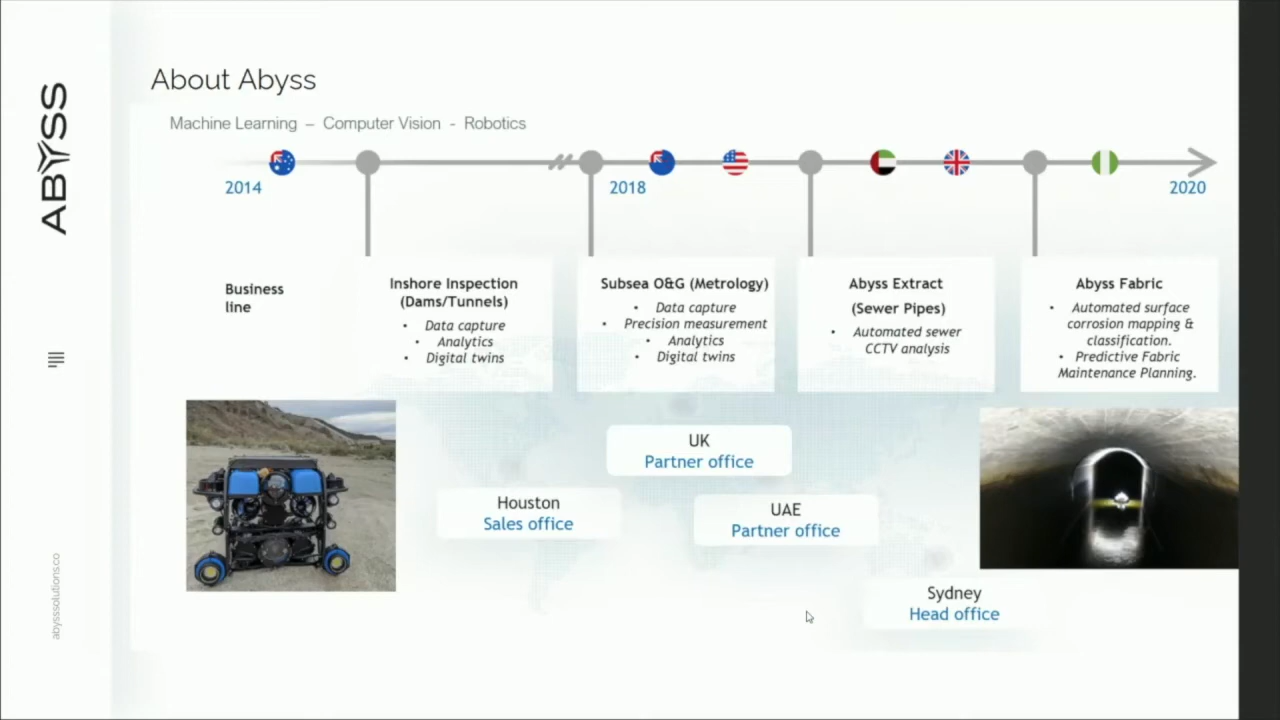 About Abyss
Machine Learning – Computer Vision - Robotics
2014
2018
2020
Business
line
Inshore Inspection
(Dams/Tunnels)
• Data capture
• Analytics
• Digital twins
Subsea O&G (Metrology)
• Data capture
• Precision measurement
• Analytics
• Digital twins
Abyss Extract
(Sewer Pipes)
• Automated sewer
CCTV analysis
Abyss Fabric
• Automated surface
corrosion mapping &
classification.
• Predictive Fabric
Maintenance Planning.
UK
Partner office
Houston
Sales office
UAE
Partner office
Sydney
Head office
ABYSS
abysssolutions.co